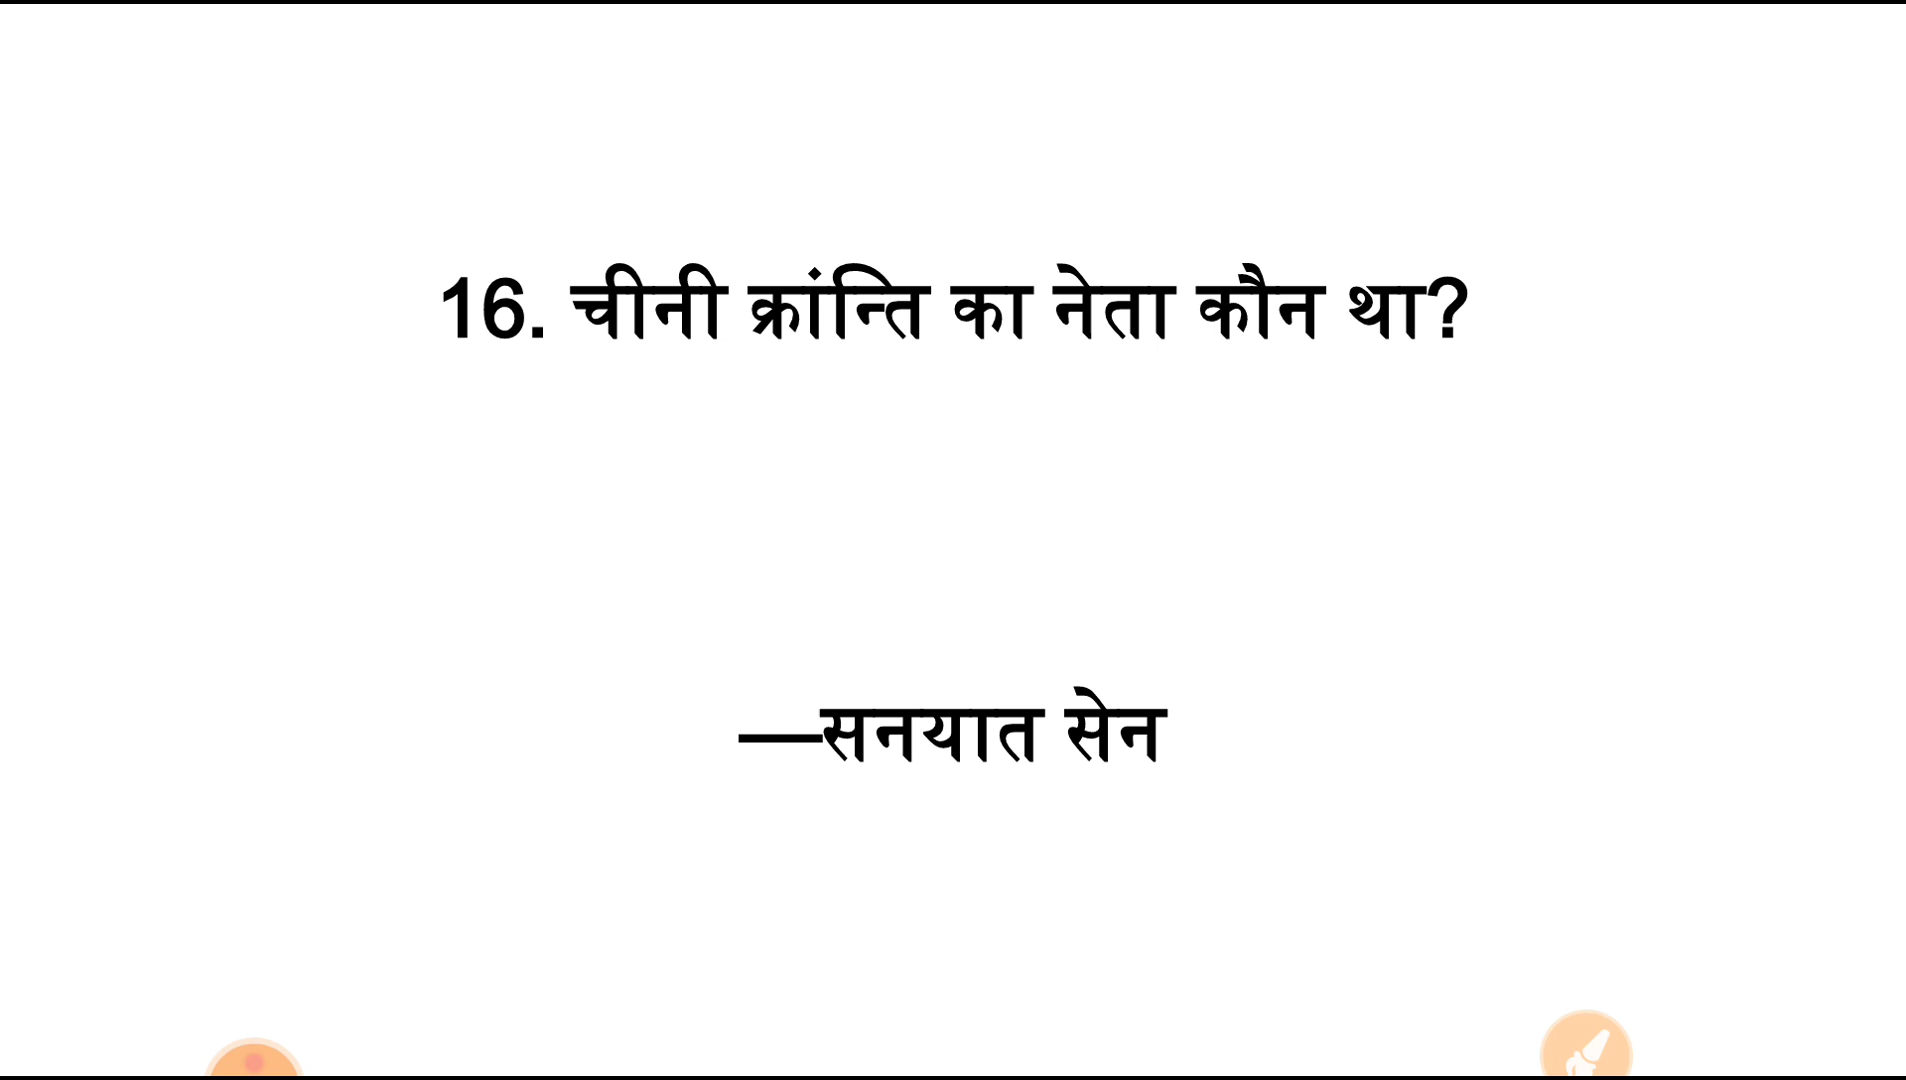 16. चीनी क्रांन्ति का नेता कौन था?
—सनयात सेन